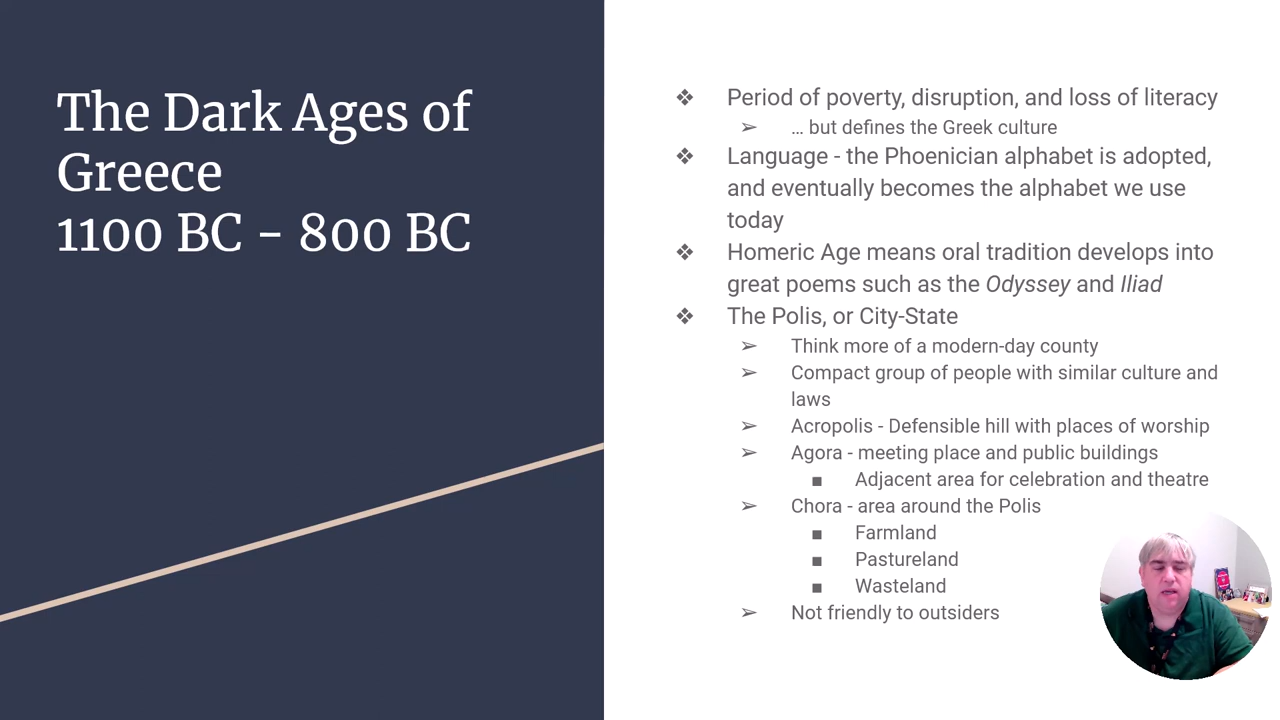 The Dark Ages of
Greece
1100 BC – 800 BC
❖ Period of poverty, disruption, and loss of literacy
➢ … but defines the Greek culture
❖ Language - the Phoenician alphabet is adopted,
and eventually becomes the alphabet we use
today
❖ Homeric Age means oral tradition develops into
great poems such as the Odyssey and Iliad
❖ The Polis, or City-State
➢ Think more of a modern-day county
➢ Compact group of people with similar culture and
laws
➢ Acropolis - Defensible hill with places of worship
➢ Agora - meeting place and public buildings
■ Adjacent area for celebration and theatre
➢ Chora - area around the Polis
■ Farmland
■ Pastureland
■ Wasteland
➢ Not friendly to outsiders